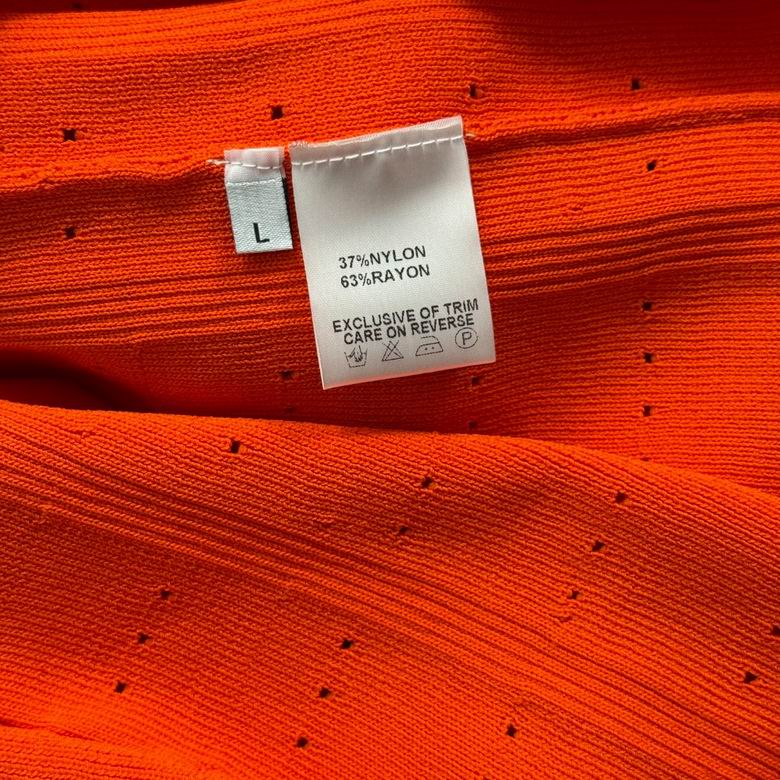 L
37%NYLON
63%RAYON
EXCLUSIVE OF TRIM
CARE ON REVERSE
P